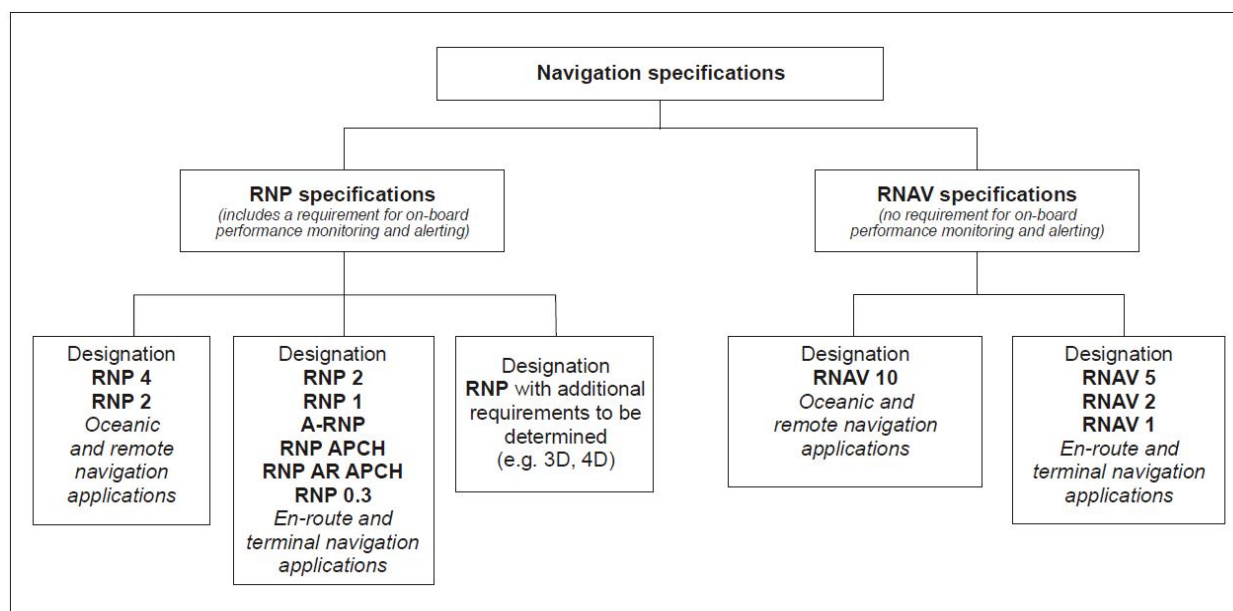 Navigation specifications
RNP specifications
(includes a requirement for on-board
performance monitoring and alerting)
RNAV specifications
(no requirement for on-board
performance monitoring and alerting)
Designation
RNP 4
RNP 2
Oceanic
and remote
navigation
applications
Designation
RNP 2
RNP 1
A-RNP
RNP APCH
RNP AR APCH
RNP 0.3
En-route and
terminal navigation
applications
Designation
RNP with additional
requirements to be
determined
(e.g. 3D, 4D)
Designation
RNAV 10
Oceanic and
remote navigation
applications
Designation
RNAV 5
RNAV 2
RNAV 1
En-route and
terminal navigation
applications